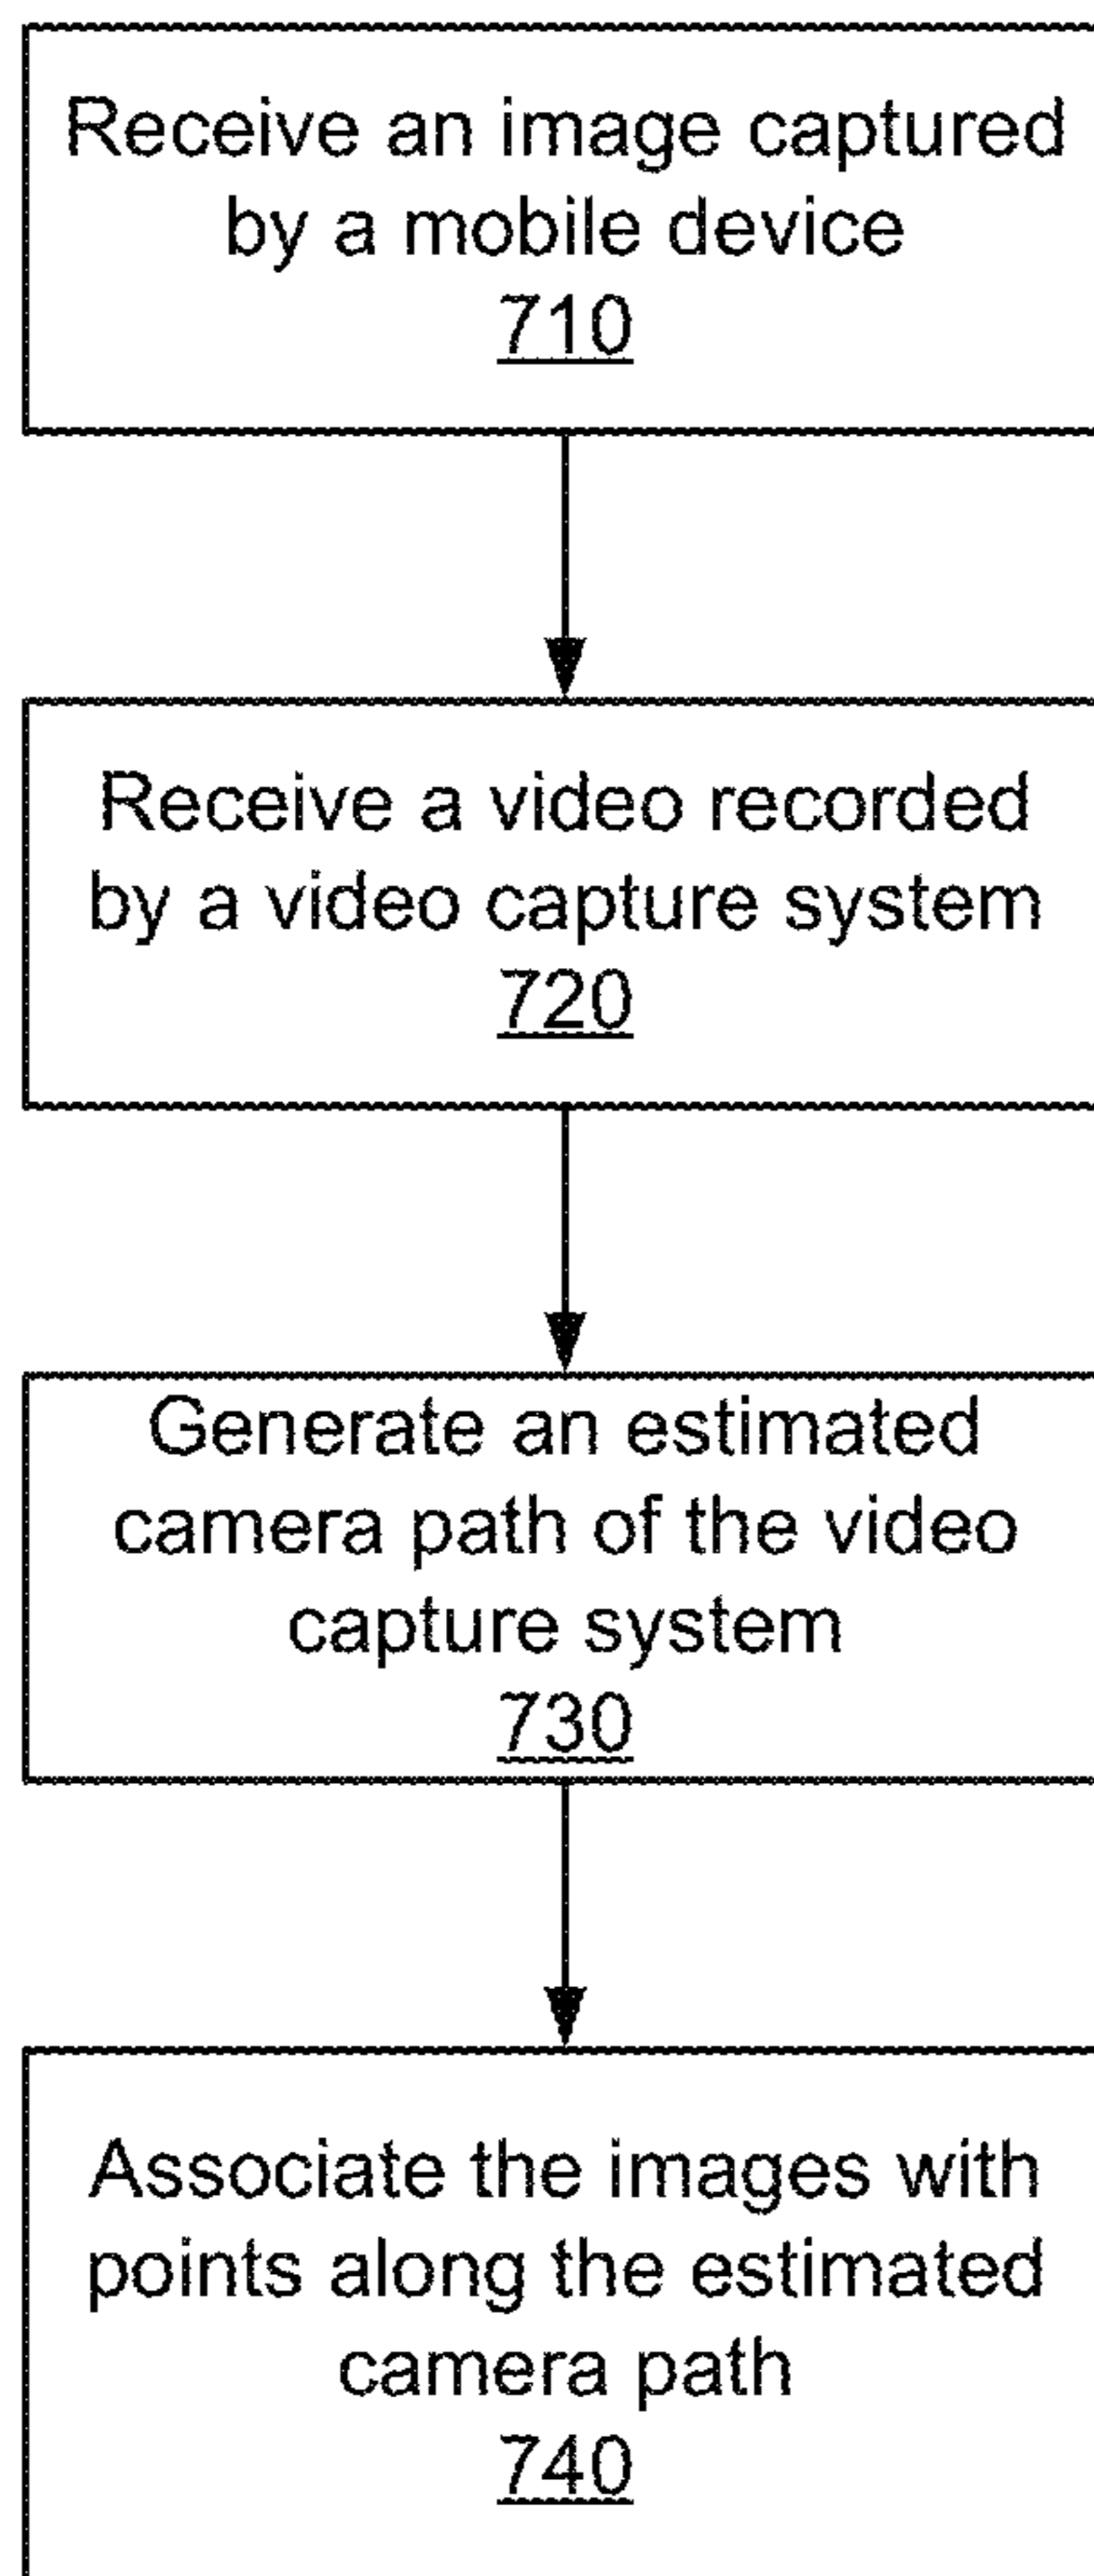 Receive an image captured
by a mobile device
710
Receive a video recorded
by a video capture system
720
Generate an estimated
camera path of the video
capture system
730
Associate the images with
points along the estimated
camera path
740